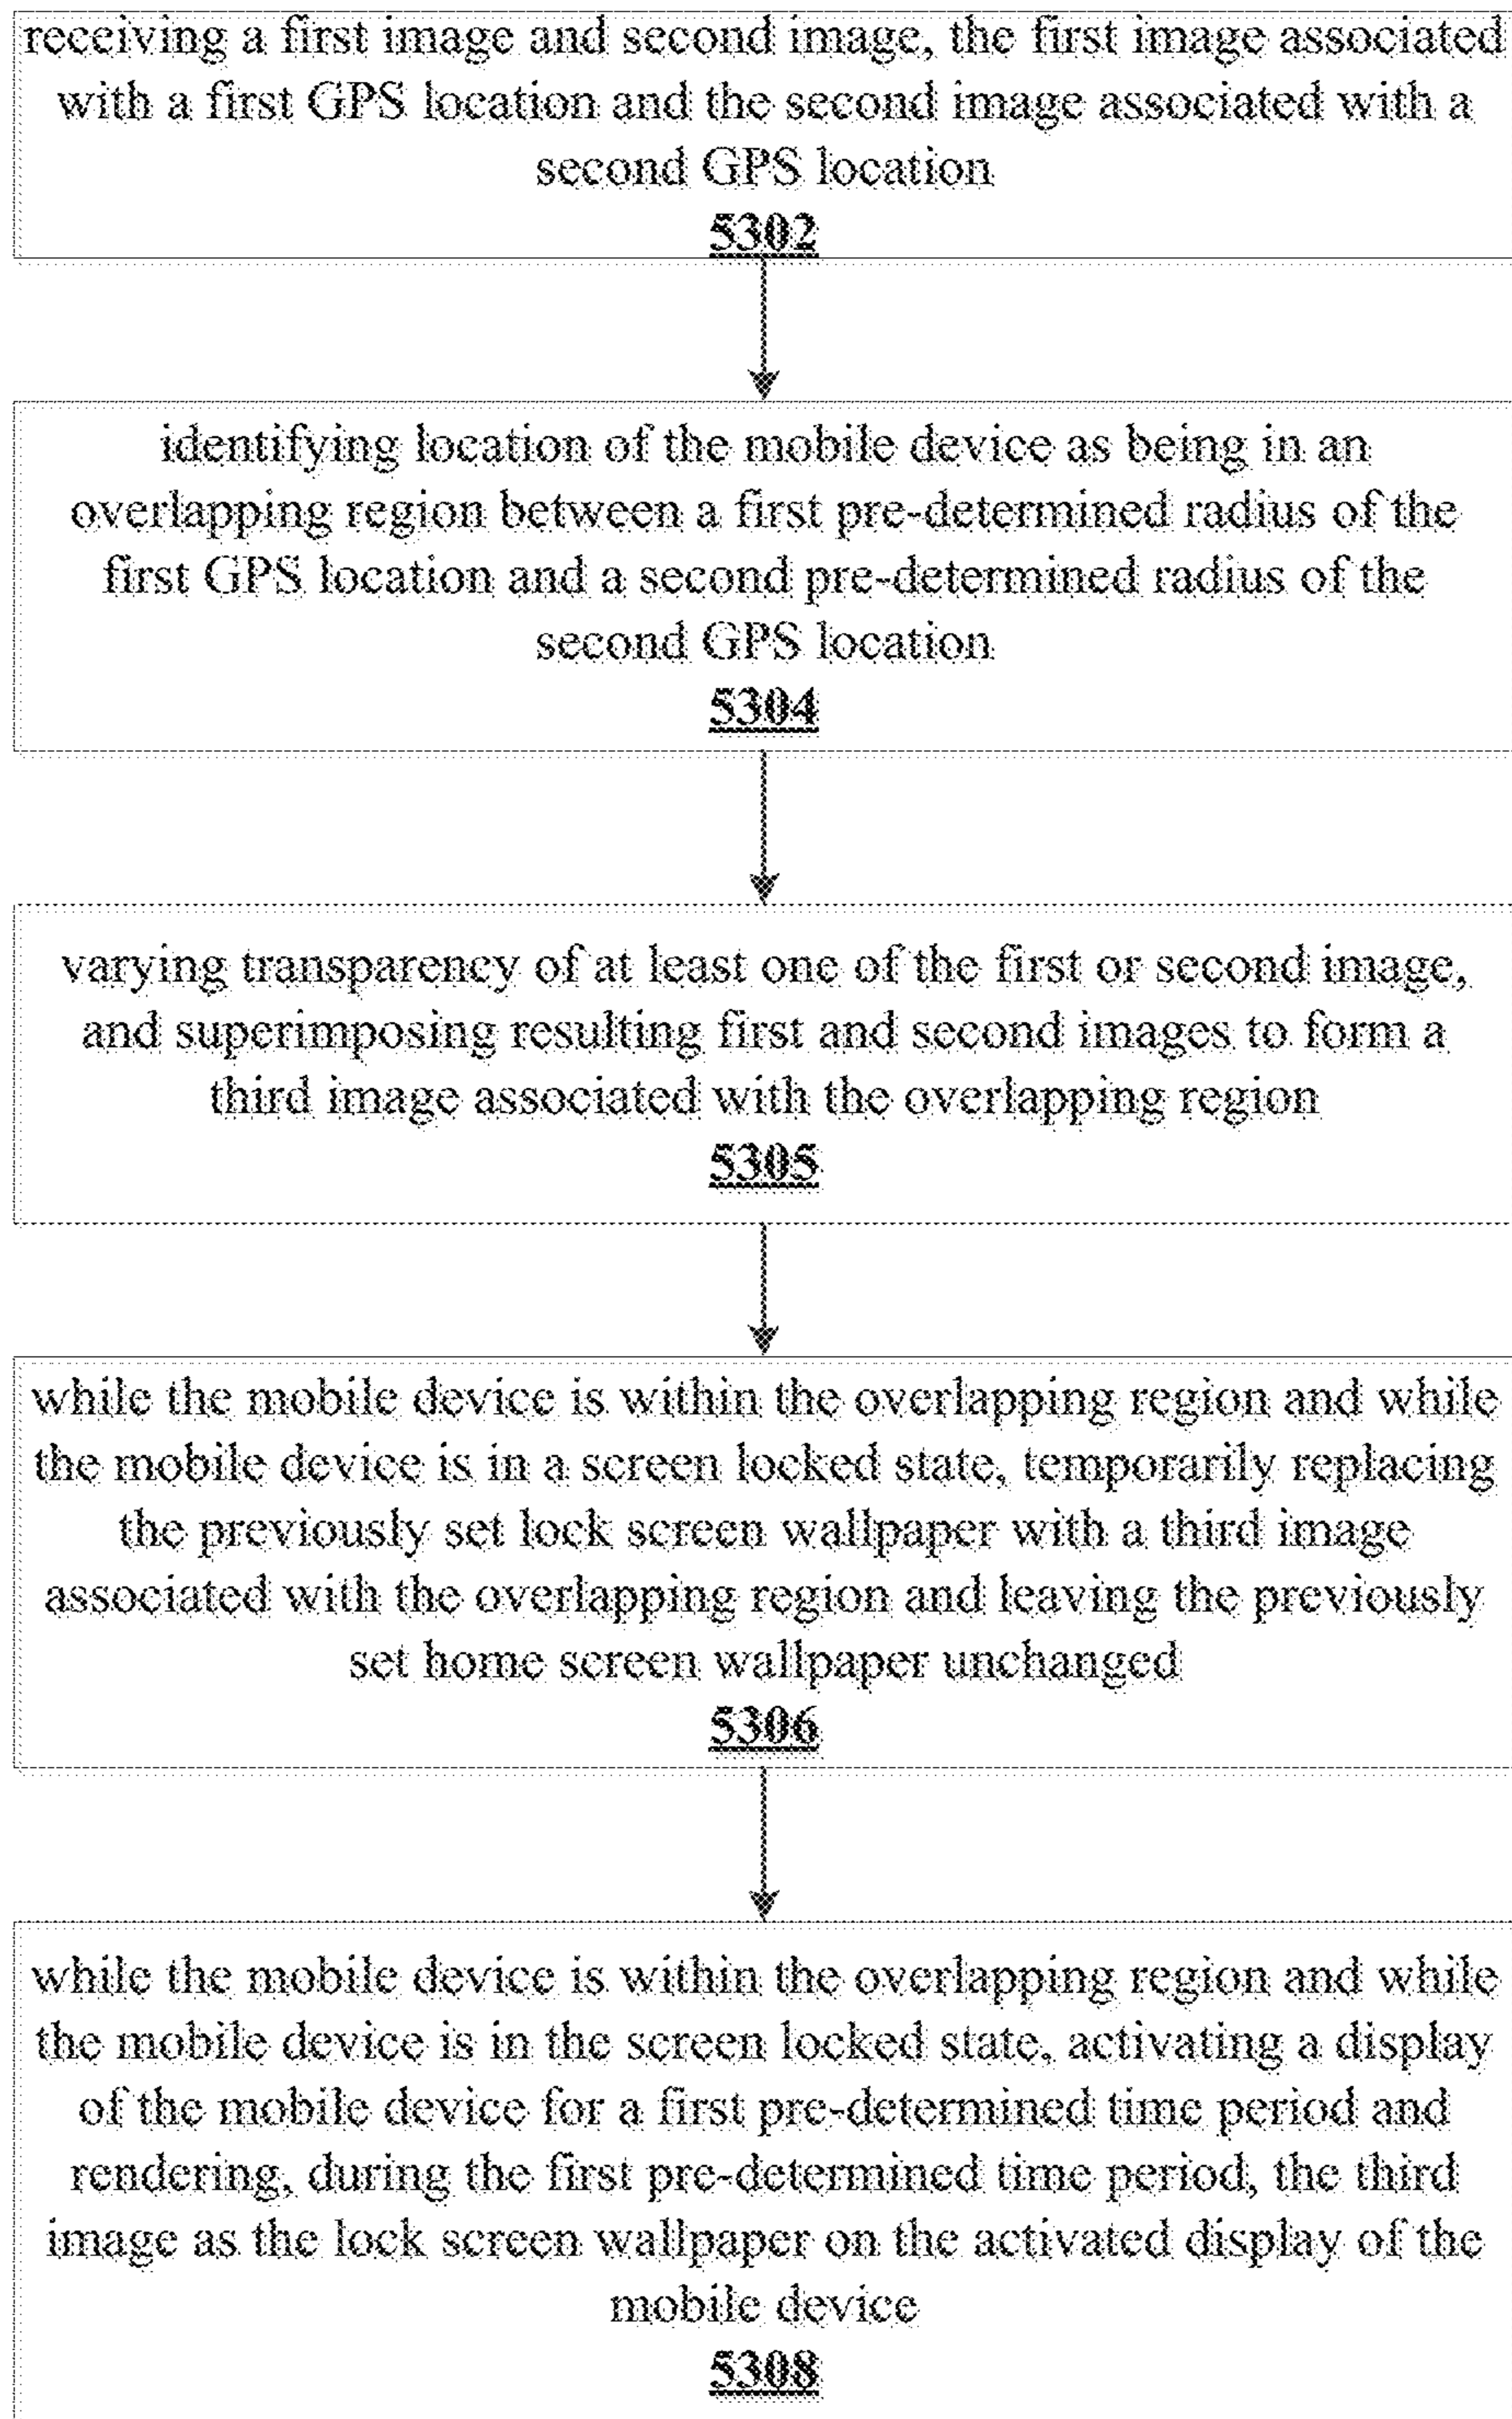 receiving a first image and second image, the first image associated
with a first GPS location and the second image associated with a
second GPS location
5302
identifying location of the mobile device as being in an
overlapping region between a first pre-determined radius of the
first GPS location and a second pre-determined radius of the
second GPS location
5304
varying transparency of at least one of the first or second image,
and superimposing resulting first and second images to form a
third image associated with the overlapping region
5305
while the mobile device is within the overlapping region and while
the mobile device is in a screen locked state, temporarily replacing
the previously set lock screen wallpaper with a third image
associated with the overlapping region and leaving the previously
set home screen wallpaper unchanged
5306
while the mobile device is within the overlapping region and while
the mobile device is in the screen locked state, activating a display
of the mobile device for a first pre-determined time period and
rendering, during the first pre-determined time period, the third
image as the lock screen wallpaper on the activated display of the
mobile device
5308